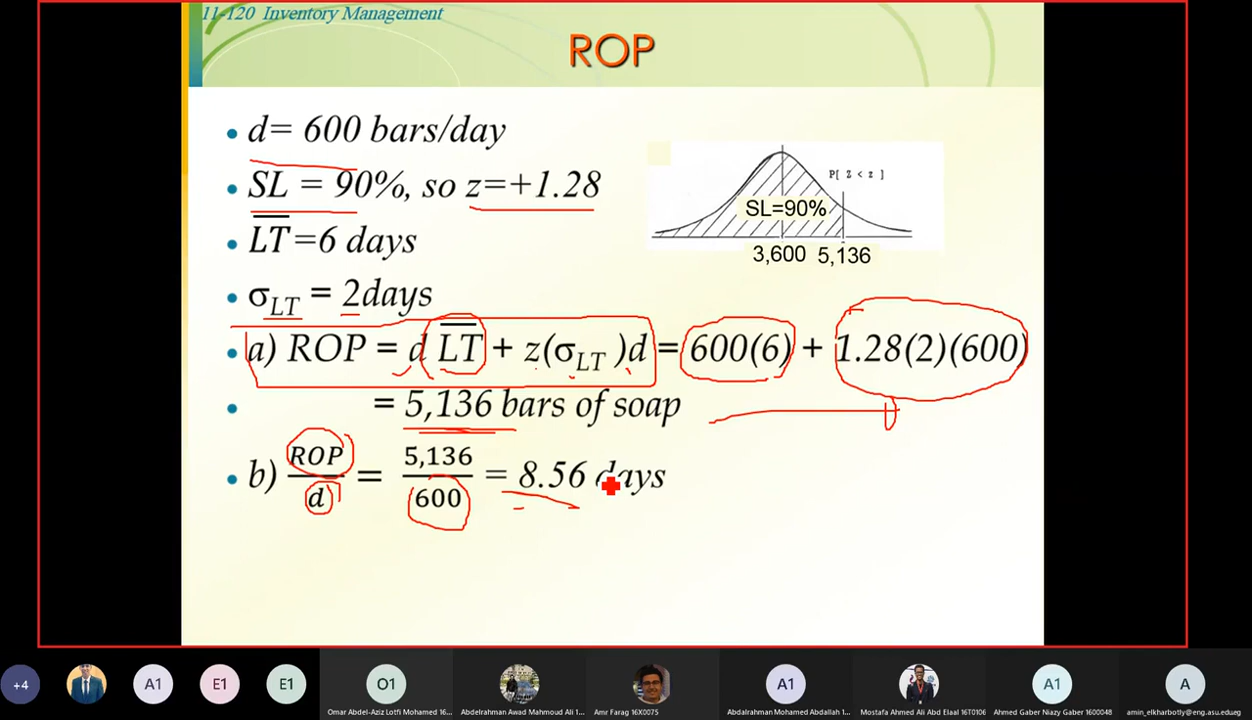 11-120 Inventory Management
ROP
• d= 600 bars/day
• SL = 90%, so z=+1.28
• L̅T̅=6 days
• σLT = 2days
P[ Z < z ]
SL=90%
3,600 5,136
• a) ROP = d L̅T̅ + z(σLT )d = 600(6) + 1.28(2)(600)
• = 5,136 bars of soap
• b) ROP/d = 5,136/600 = 8.56 days
+4 A1 E1 E1 O1 A1 A1 A
Omar Abdel-Aziz Lotfi Mohamed 16... Abdelrahman Awad Mahmoud Ali 1... Amr Farag 16X0075 Abdalrahman Mohamed Abdallah 1... Mostafa Ahmed Ali Abd Elaal 16T0106 Ahmed Gaber Niazy Gaber 1600048 amin_elkharbotly@eng.asu.eg